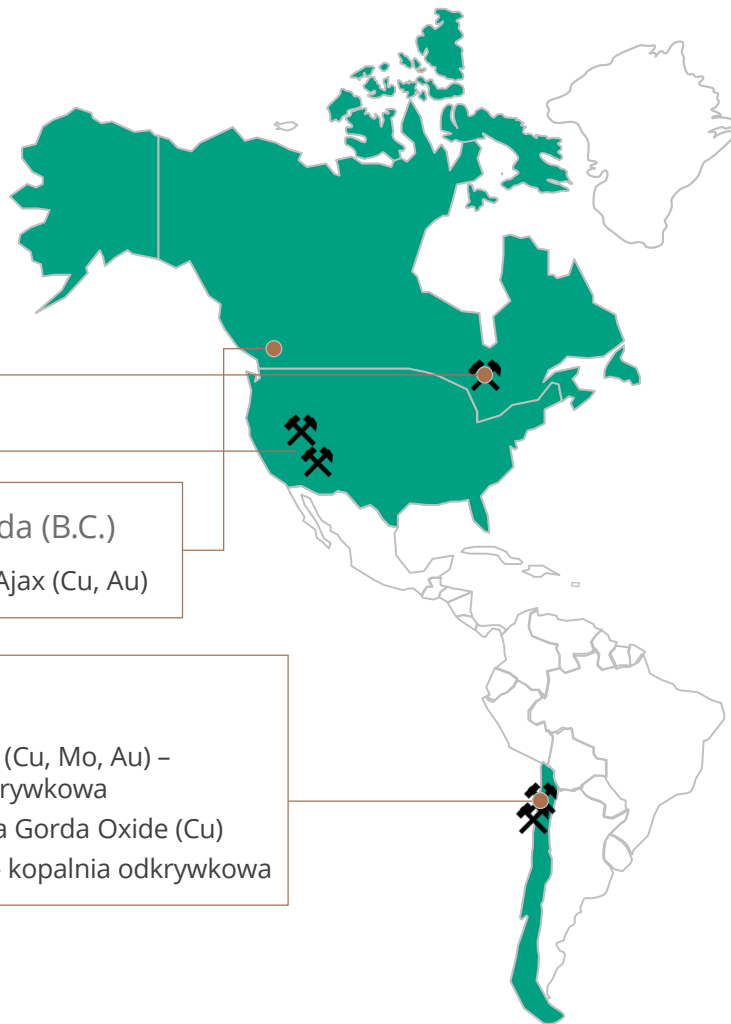 da (B.C.)
Ajax (Cu, Au)
(Cu, Mo, Au) –
rywkowa
a Gorda Oxide (Cu)
kopalnia odkrywkowa